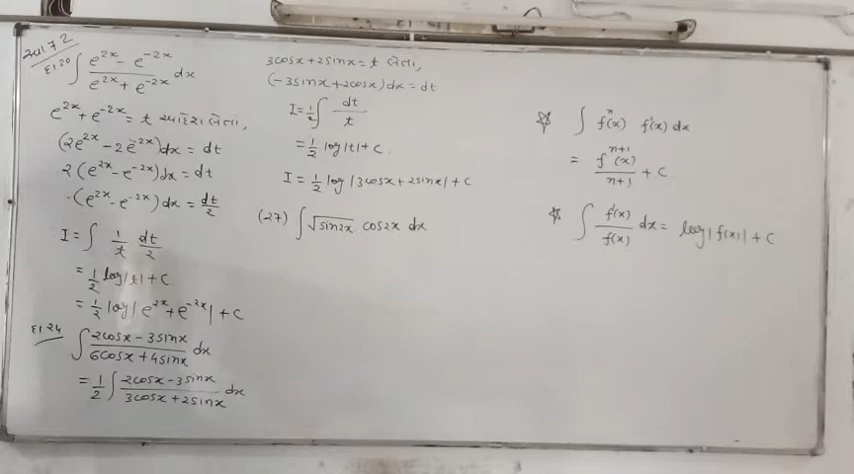 દાખલા 20 ∫ (e^{2x} - e^{-2x}) / (e^{2x} + e^{-2x}) dx
e^{2x} + e^{-2x} = t આદેશ લેતા,
(2e^{2x} - 2e^{-2x})dx = dt
2(e^{2x} - e^{-2x})dx = dt
(e^{2x} - e^{-2x})dx = dt/2
I = ∫ 1/t dt/2
= 1/2 log|t| + C
= 1/2 log|e^{2x} + e^{-2x}| + C
દા 24 ∫ (2cosx - 3sinx) / (6cosx + 4sinx) dx
= 1/2 ∫ (2cosx - 3sinx) / (3cosx + 2sinx) dx
3cosx + 2sinx = t લેતા,
(-3sinx + 2cosx)dx = dt
I = 1/2 ∫ dt/t
= 1/2 log|t| + C
I = 1/2 log|3cosx + 2sinx| + C
(27) ∫ √sin2x cos2x dx
☆ ∫ f^n(x) f'(x) dx
= f^{n+1}(x) / (n+1) + C
☆ ∫ f'(x)/f(x) dx = log|f(x)| + C